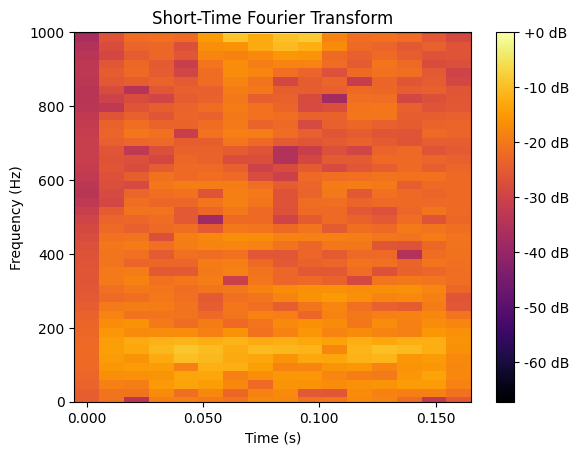 Short-Time Fourier Transform
1000
800
600
400
200
0
Frequency (Hz)
0.000
0.050
0.100
0.150
Time (s)
+0 dB
-10 dB
-20 dB
-30 dB
-40 dB
-50 dB
-60 dB